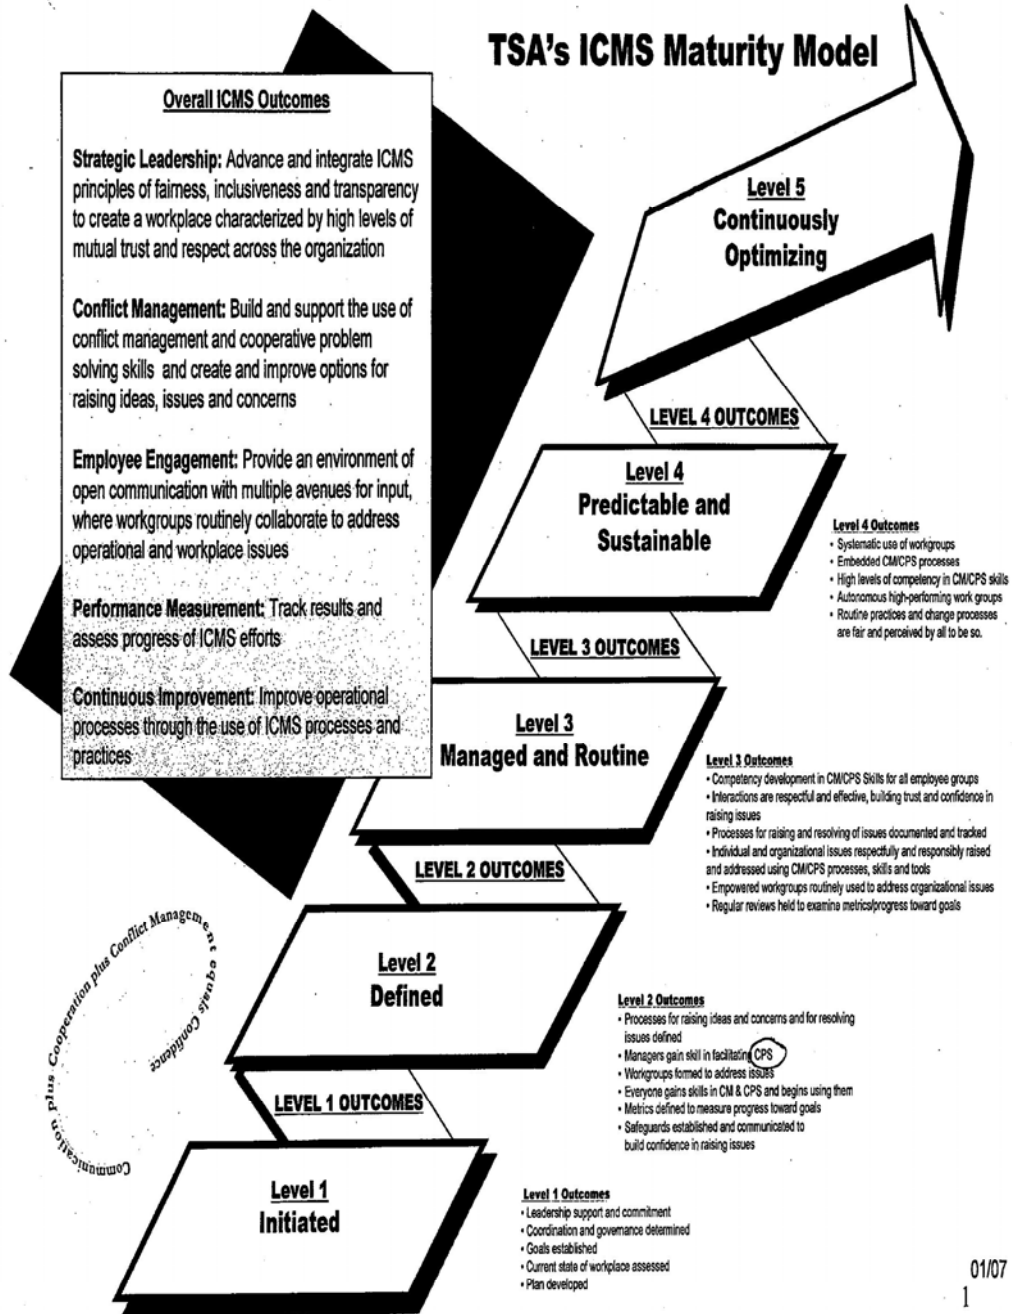 TSA's ICMS Maturity Model
Overall ICMS Outcomes
Strategic Leadership: Advance and integrate ICMS
principles of fairness, inclusiveness and transparency
to create a workplace characterized by high levels of
mutual trust and respect across the organization
Conflict Management: Build and support the use of
conflict management and cooperative problem
solving skills and create and improve options for
raising ideas, issues and concerns
Employee Engagement: Provide an environment of
open communication with multiple avenues for input,
where workgroups routinely collaborate to address
operational and workplace issues
Performance Measurement: Track results and
assess progress of ICMS efforts
Continuous Improvement: Improve operational
processes through the use of ICMS processes and
practices
Level 5
Continuously
Optimizing
LEVEL 4 OUTCOMES
Level 4
Predictable and
Sustainable
Level 4 Outcomes
• Systematic use of workgroups
• Embedded CM/CPS processes
• High levels of competency in CM/CPS skills
• Autonomous high-performing work groups
• Routine practices and change processes
are fair and perceived by all to be so.
LEVEL 3 OUTCOMES
Level 3
Managed and Routine
Level 3 Outcomes
• Competency development in CM/CPS Skills for all employee groups
• Interactions are respectful and effective, building trust and confidence in
raising issues
• Processes for raising and resolving of issues documented and tracked
• Individual and organizational issues respectfully and responsibly raised
and addressed using CM/CPS processes, skills and tools
• Empowered workgroups routinely used to address organizational issues
• Regular reviews held to examine metrics/progress toward goals
LEVEL 2 OUTCOMES
Level 2
Defined
Level 2 Outcomes
• Processes for raising ideas and concerns and for resolving
issues defined
• Managers gain skill in facilitating CPS
• Workgroups formed to address issues
• Everyone gains skills in CM & CPS and begins using them
• Metrics defined to measure progress toward goals
• Safeguards established and communicated to
build confidence in raising issues
Communication plus Cooperation plus Conflict Management equals Confidence
LEVEL 1 OUTCOMES
Level 1
Initiated
Level 1 Outcomes
• Leadership support and commitment
• Coordination and governance determined
• Goals established
• Current state of workplace assessed
• Plan developed
01/07
1